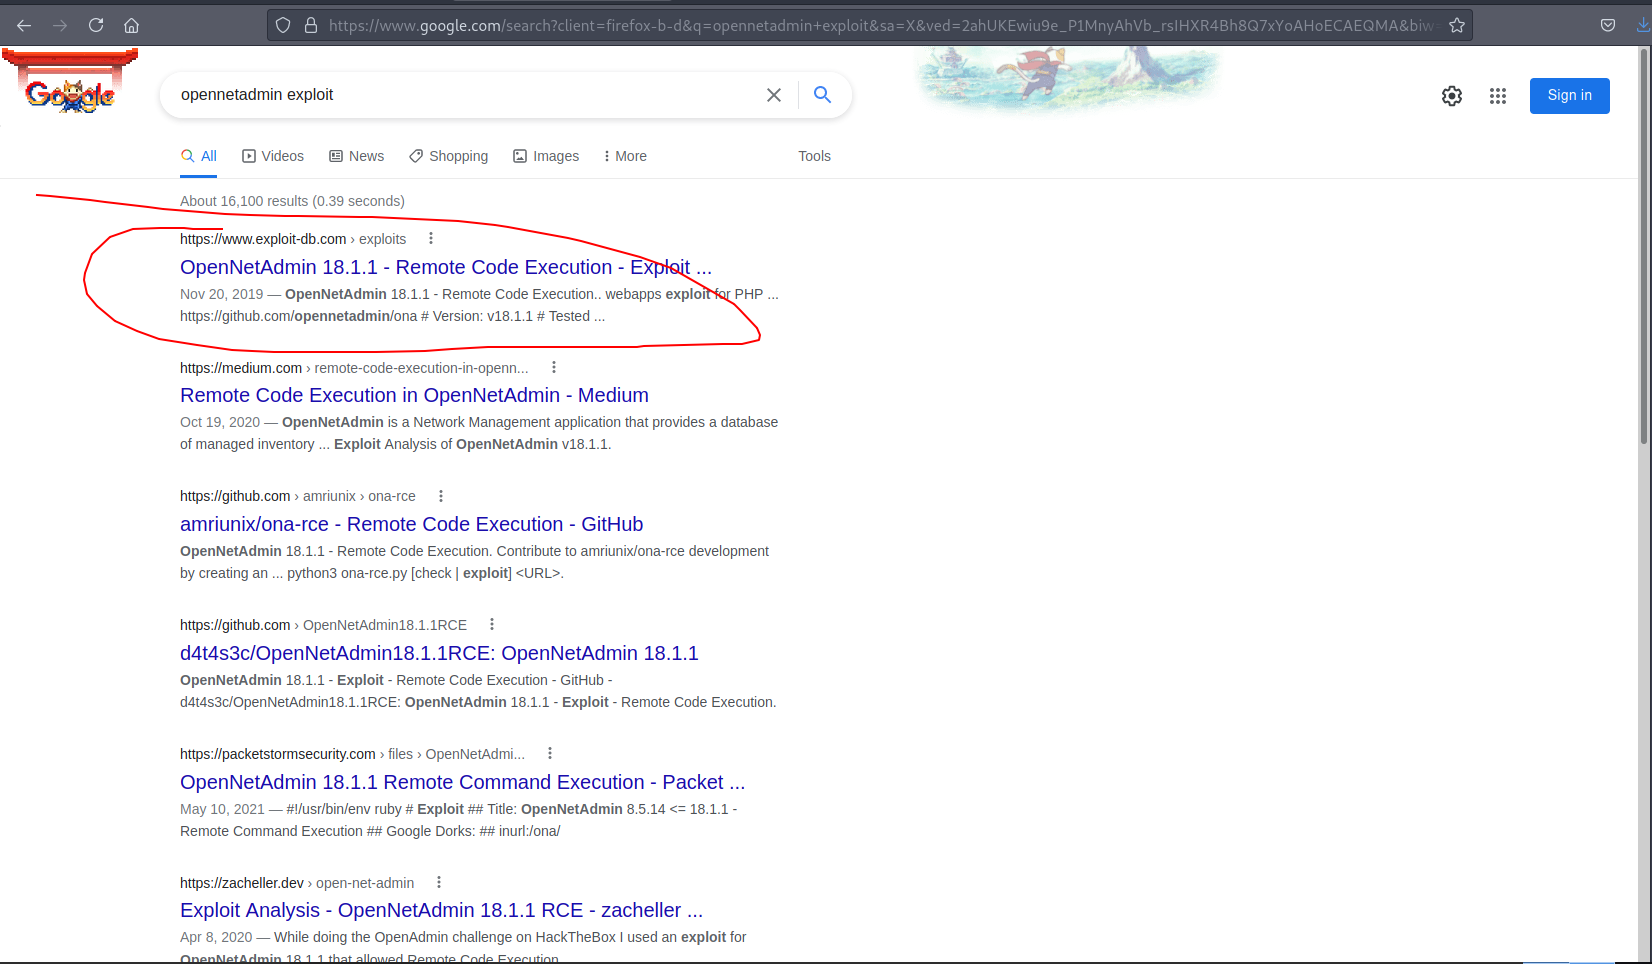 https://www.google.com/search?client=firefox-b-d&q=opennetadmin+exploit&sa=X&ved=2ahUKEwiu9e_P1MnyAhVb_rsIHXR4Bh8Q7xYoAHoECAEQMA&biw
Google
opennetadmin exploit
Sign in
All Videos News Shopping Images More Tools
About 16,100 results (0.39 seconds)
https://www.exploit-db.com › exploits
OpenNetAdmin 18.1.1 - Remote Code Execution - Exploit ...
Nov 20, 2019 — OpenNetAdmin 18.1.1 - Remote Code Execution.. webapps exploit for PHP ...
https://github.com/opennetadmin/ona # Version: v18.1.1 # Tested ...
https://medium.com › remote-code-execution-in-openn...
Remote Code Execution in OpenNetAdmin - Medium
Oct 19, 2020 — OpenNetAdmin is a Network Management application that provides a database
of managed inventory ... Exploit Analysis of OpenNetAdmin v18.1.1.
https://github.com › amriunix › ona-rce
amriunix/ona-rce - Remote Code Execution - GitHub
OpenNetAdmin 18.1.1 - Remote Code Execution. Contribute to amriunix/ona-rce development
by creating an ... python3 ona-rce.py [check | exploit] <URL>.
https://github.com › OpenNetAdmin18.1.1RCE
d4t4s3c/OpenNetAdmin18.1.1RCE: OpenNetAdmin 18.1.1
OpenNetAdmin 18.1.1 - Exploit - Remote Code Execution - GitHub -
d4t4s3c/OpenNetAdmin18.1.1RCE: OpenNetAdmin 18.1.1 - Exploit - Remote Code Execution.
https://packetstormsecurity.com › files › OpenNetAdmi...
OpenNetAdmin 18.1.1 Remote Command Execution - Packet ...
May 10, 2021 — #!/usr/bin/env ruby # Exploit ## Title: OpenNetAdmin 8.5.14 <= 18.1.1 -
Remote Command Execution ## Google Dorks: ## inurl:/ona/
https://zacheller.dev › open-net-admin
Exploit Analysis - OpenNetAdmin 18.1.1 RCE - zacheller ...
Apr 8, 2020 — While doing the OpenAdmin challenge on HackTheBox I used an exploit for
OpenNetAdmin 18.1.1 that allowed Remote Code Execution